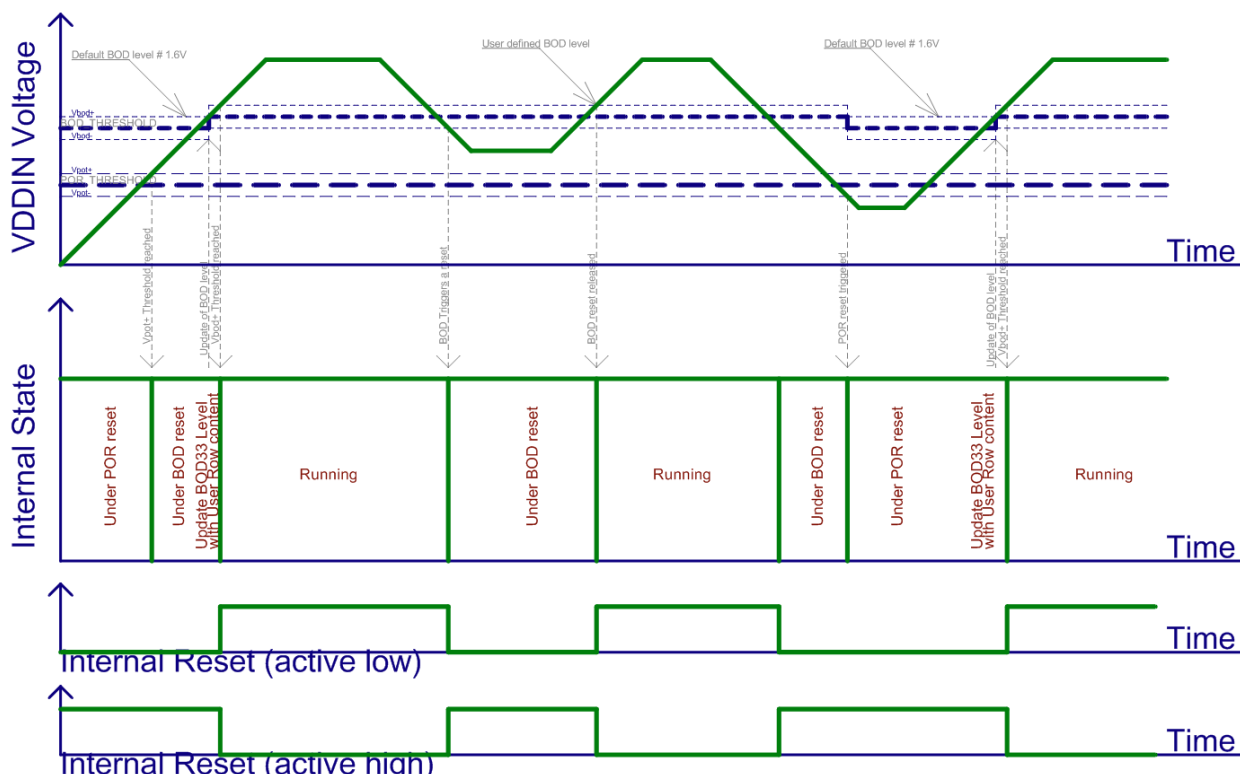 VDDIN Voltage
Default BOD level # 1.6V
User defined BOD level
Default BOD level # 1.6V
Vbod+
BOD_THRESHOLD
Vbod-
Vpot+
POR_THRESHOLD
Vpot-
Time
Vpot+ Threshold reached
Update of BOD level
Vbod+ Threshold reached
BOD Triggers a reset
BOD reset released
POR reset triggered
Update of BOD level
Vbod+ Threshold reached
Internal State
Under POR reset
Under BOD reset
Update BOD33 Level
with User Row content
Running
Under BOD reset
Running
Under BOD reset
Under POR reset
Update BOD33 Level
with User Row content
Running
Time
Time
Internal Reset (active low)
Time
Internal Reset (active high)